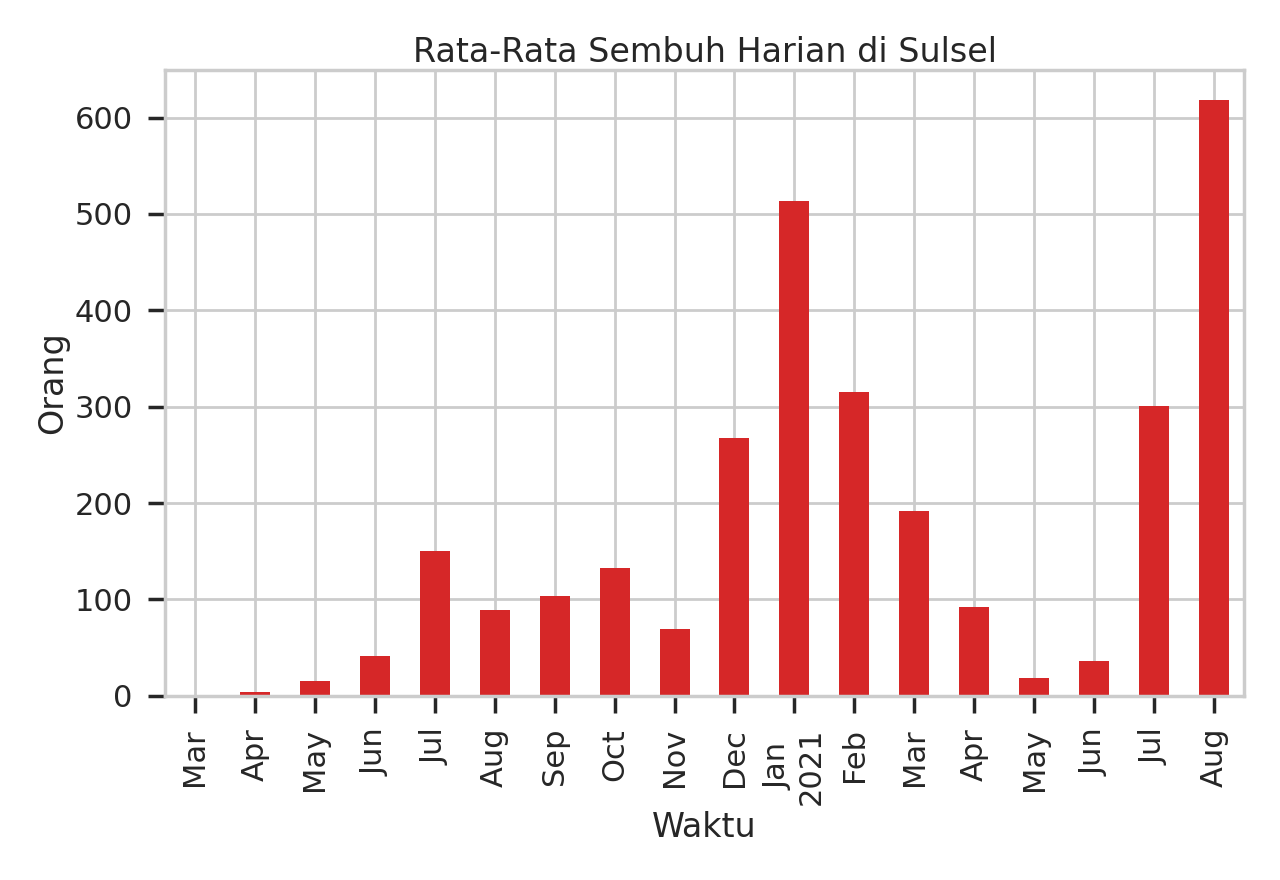 Rata-Rata Sembuh Harian di Sulsel
Orang
600
500
400
300
200
100
0
Mar
Apr
May
Jun
Jul
Aug
Sep
Oct
Nov
Dec
Jan
2021
Feb
Mar
Apr
May
Jun
Jul
Aug
Waktu